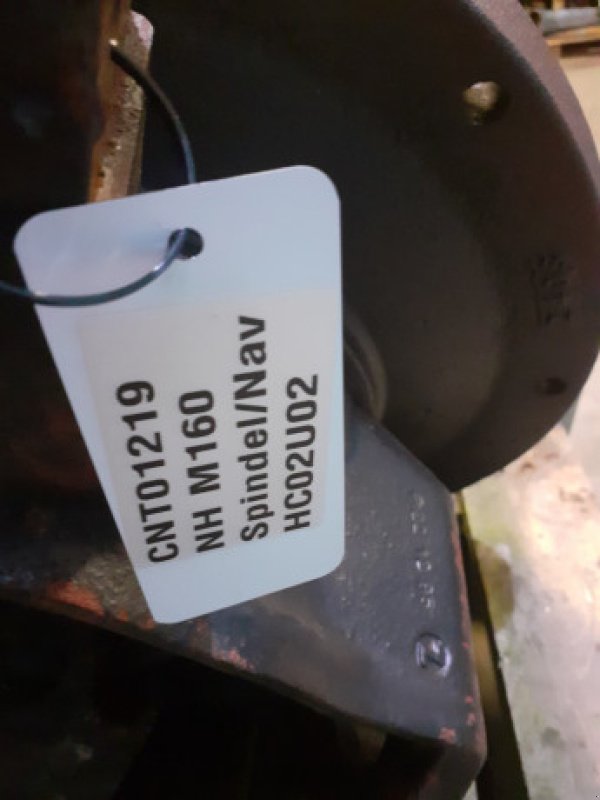 CNT01219
NH M160
Spindel/Nav
HC02U02